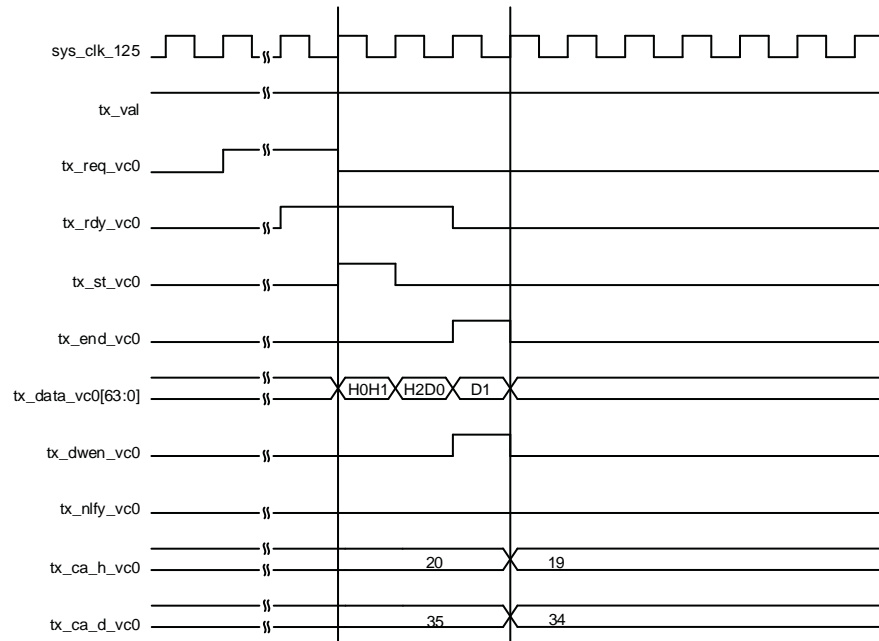 sys_clk_125
tx_val
tx_req_vc0
tx_rdy_vc0
tx_st_vc0
tx_end_vc0
tx_data_vc0[63:0] H0H1 H2D0 D1
tx_dwen_vc0
tx_nlfy_vc0
tx_ca_h_vc0 20 19
tx_ca_d_vc0 35 34